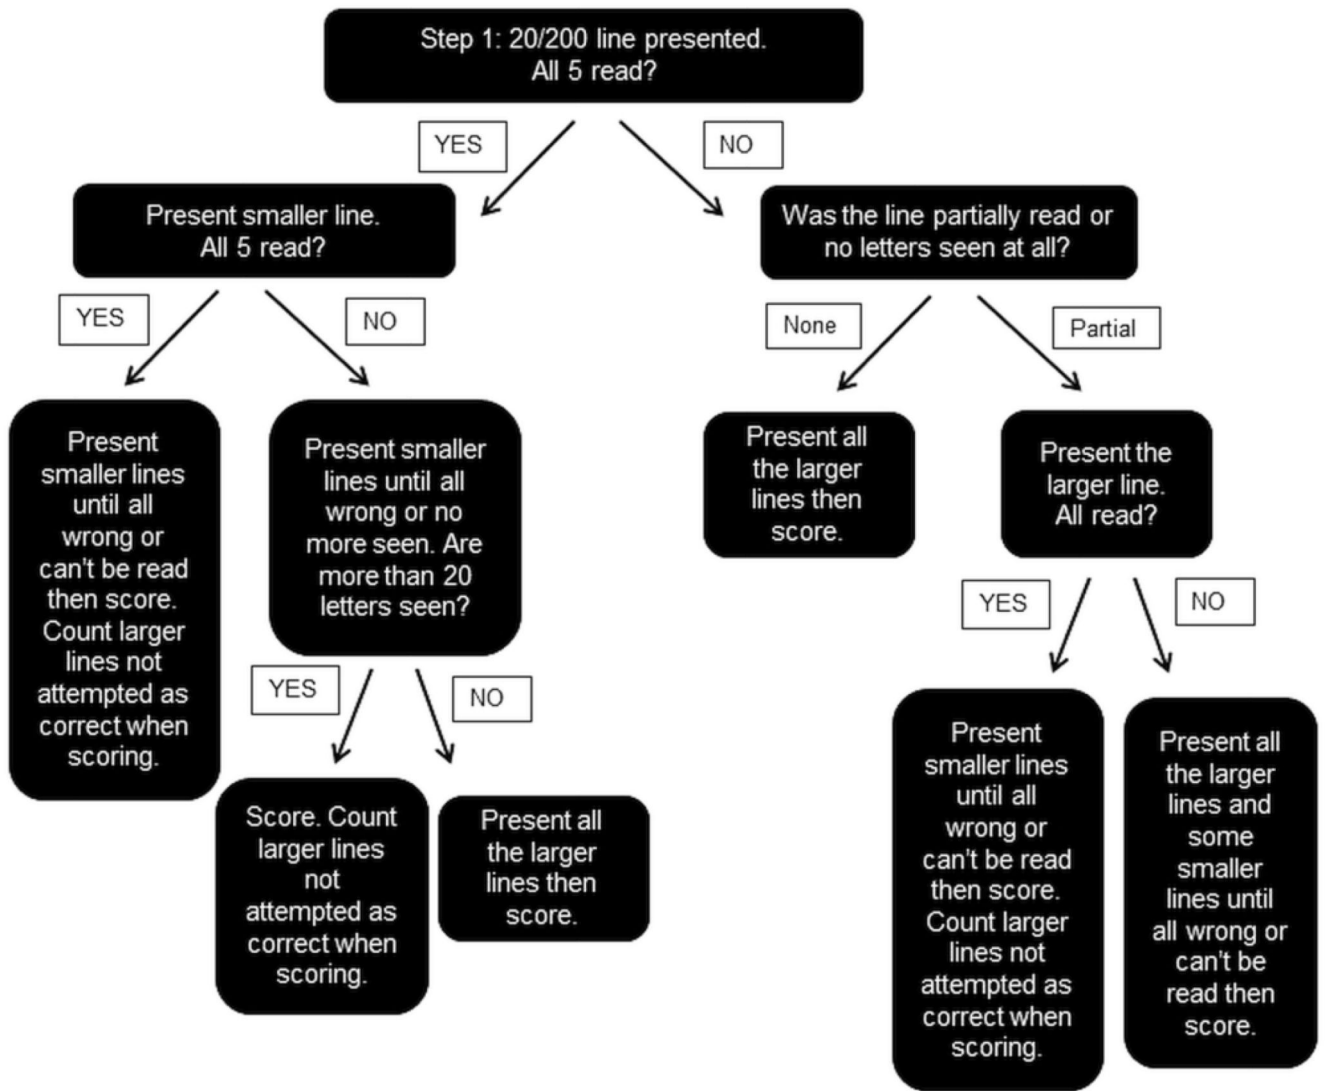 Step 1: 20/200 line presented.
All 5 read?
YES
NO
Present smaller line.
All 5 read?
Was the line partially read or
no letters seen at all?
YES
NO
None
Partial
Present
smaller lines
until all
wrong or
can't be read
then score.
Count larger
lines not
attempted as
correct when
scoring.
Present smaller
lines until all
wrong or no
more seen. Are
more than 20
letters seen?
Present all
the larger
lines then
score.
Present the
larger line.
All read?
YES
NO
YES
NO
Score. Count
larger lines
not
attempted as
correct when
scoring.
Present all
the larger
lines then
score.
Present
smaller lines
until all
wrong or
can't be read
then score.
Count larger
lines not
attempted as
correct when
scoring.
Present all
the larger
lines and
some
smaller
lines until
all wrong or
can't be
read then
score.